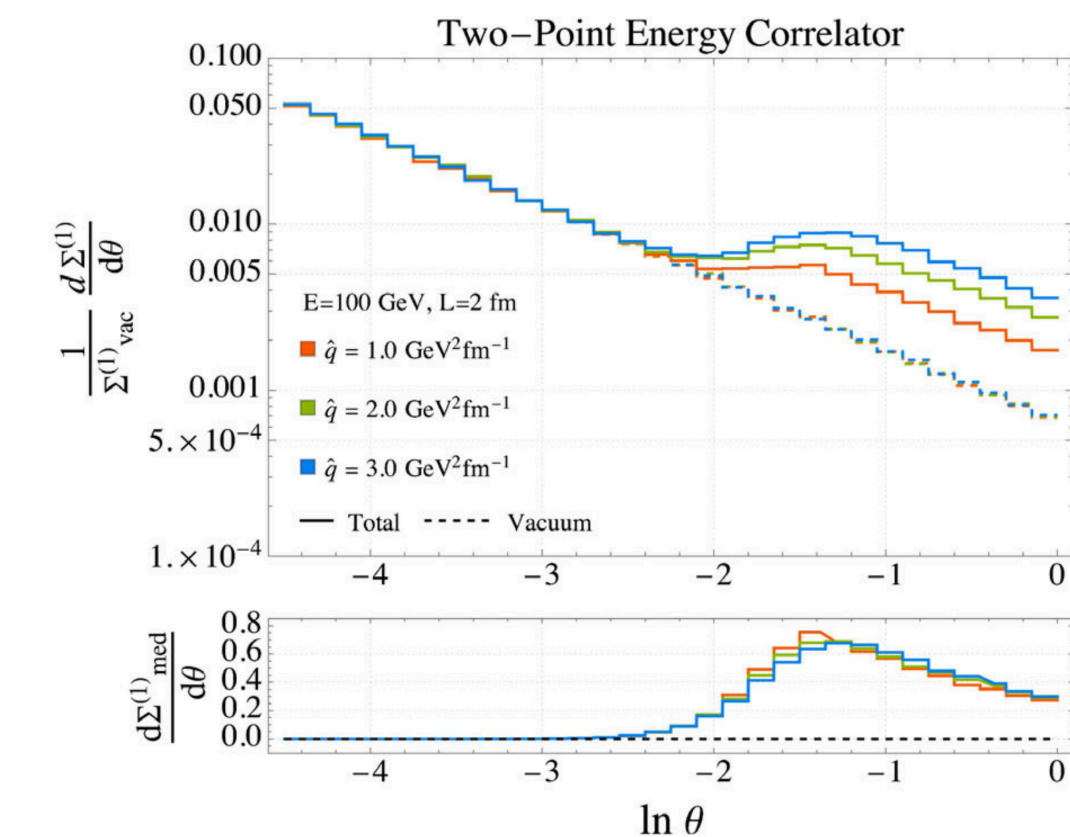 Two−Point Energy Correlator
0.100
0.050
0.010
0.005
0.001
5.×10⁻⁴
1.×10⁻⁴
1/Σ⁽¹⁾vac dΣ⁽¹⁾/dθ
E=100 GeV, L=2 fm
q̂ = 1.0 GeV²fm⁻¹
q̂ = 2.0 GeV²fm⁻¹
q̂ = 3.0 GeV²fm⁻¹
Total Vacuum
−4 −3 −2 −1 0
0.8
0.6
0.4
0.2
0.0
dΣ⁽¹⁾med/dθ
−4 −3 −2 −1 0
ln θ